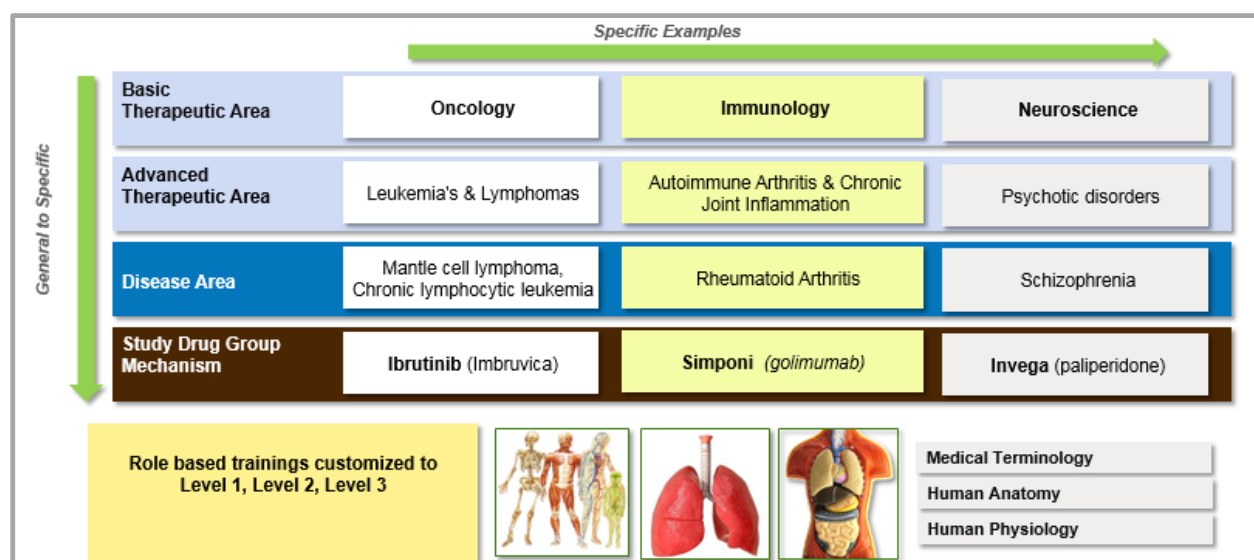 Specific Examples
General to Specific
Basic
Therapeutic Area
Oncology
Immunology
Neuroscience
Advanced
Therapeutic Area
Leukemia's & Lymphomas
Autoimmune Arthritis & Chronic
Joint Inflammation
Psychotic disorders
Disease Area
Mantle cell lymphoma,
Chronic lymphocytic leukemia
Rheumatoid Arthritis
Schizophrenia
Study Drug Group
Mechanism
Ibrutinib (Imbruvica)
Simponi (golimumab)
Invega (paliperidone)
Role based trainings customized to
Level 1, Level 2, Level 3
Medical Terminology
Human Anatomy
Human Physiology